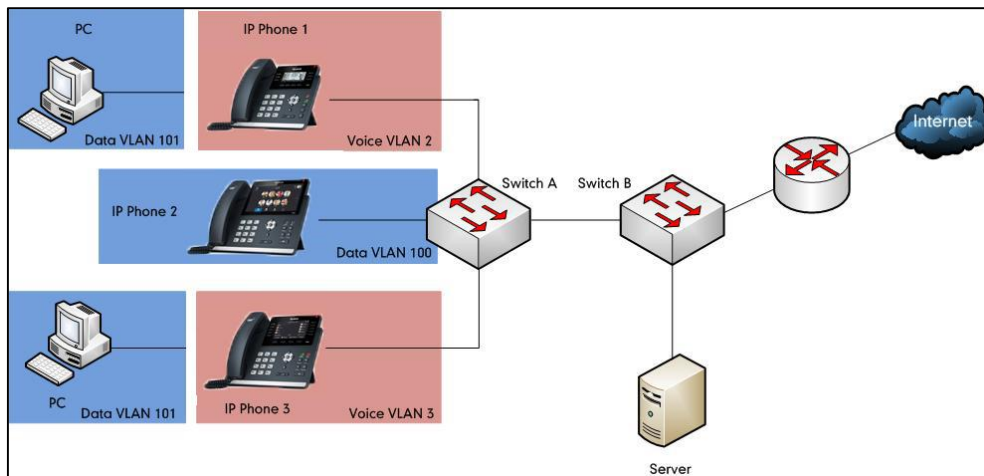 PC
IP Phone 1
Data VLAN 101
Voice VLAN 2
Internet
Switch A
Switch B
IP Phone 2
Data VLAN 100
PC
Data VLAN 101
IP Phone 3
Voice VLAN 3
Server